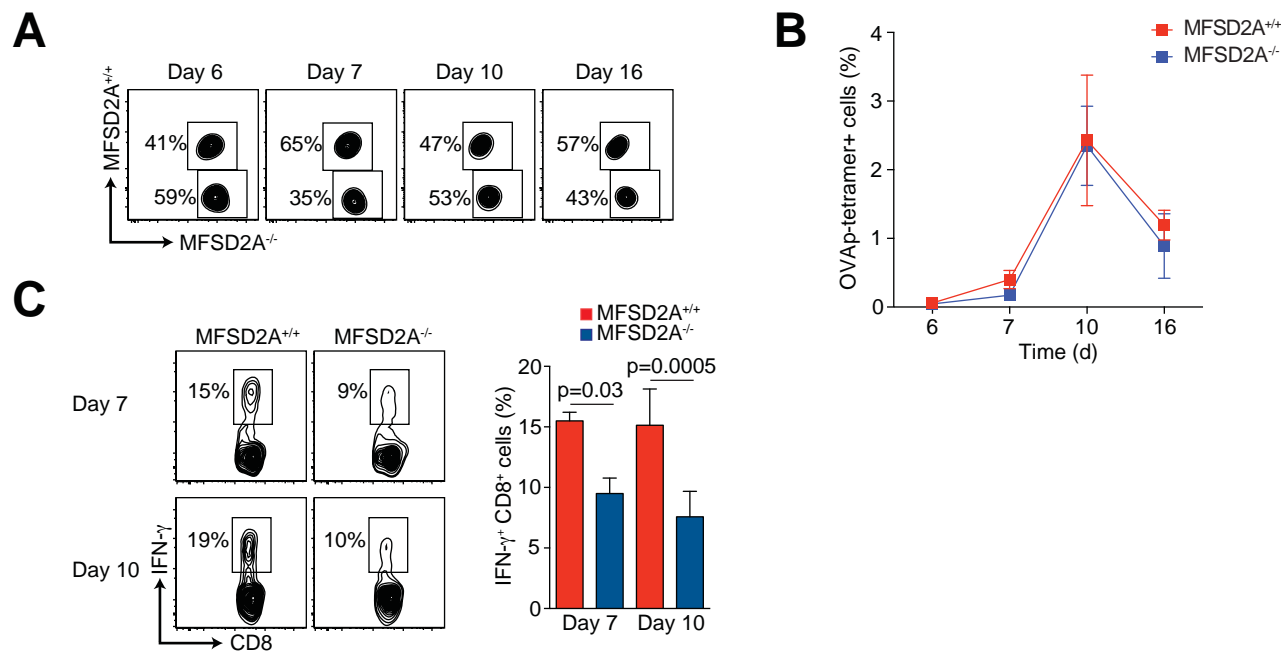 A
Day 6 Day 7 Day 10 Day 16
MFSD2A+/+
41% 65% 47% 57%
59% 35% 53% 43%
MFSD2A-/-
B
MFSD2A+/+
MFSD2A-/-
OVAp-tetramer+ cells (%)
4
3
2
1
0
6 7 10 16
Time (d)
C
MFSD2A+/+ MFSD2A-/-
Day 7
15% 9%
Day 10
19% 10%
IFN-γ
CD8
MFSD2A+/+
MFSD2A-/-
IFN-γ+ CD8+ cells (%)
20
15
10
5
0
p=0.03
p=0.0005
Day 7 Day 10